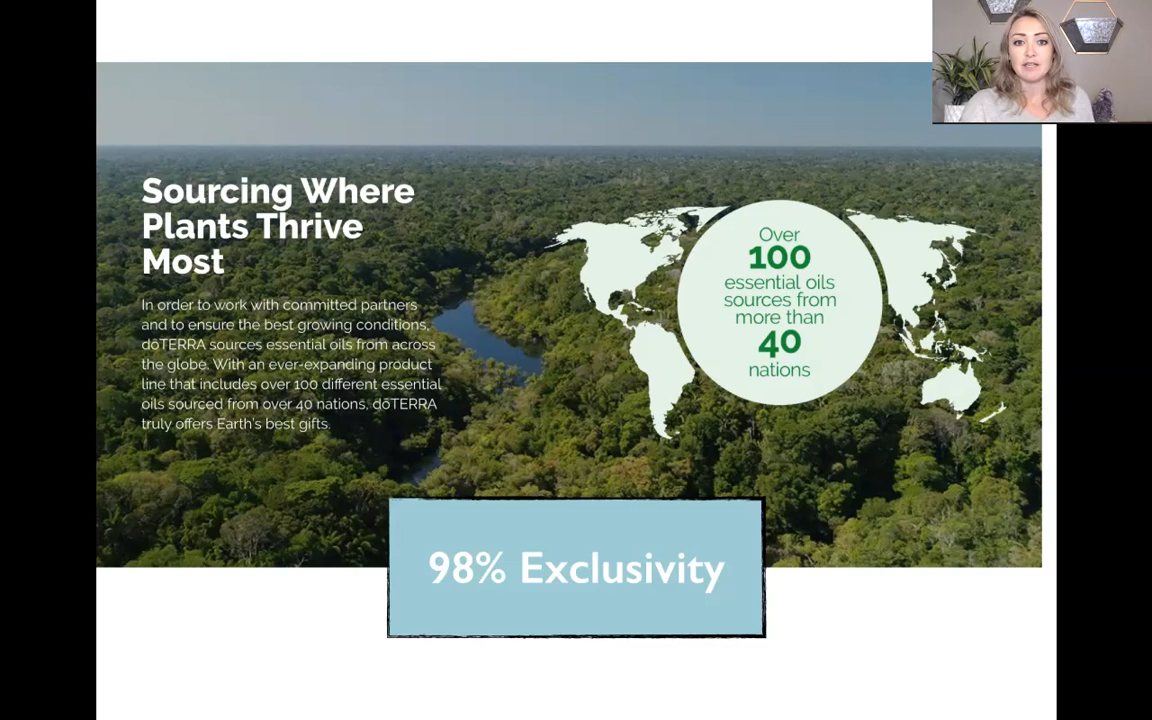 Sourcing Where
Plants Thrive
Most
In order to work with committed partners
and to ensure the best growing conditions,
dōTERRA sources essential oils from across
the globe. With an ever-expanding product
line that includes over 100 different essential
oils sourced from over 40 nations, dōTERRA
truly offers Earth's best gifts.
Over
100
essential oils
sources from
more than
40
nations
98% Exclusivity